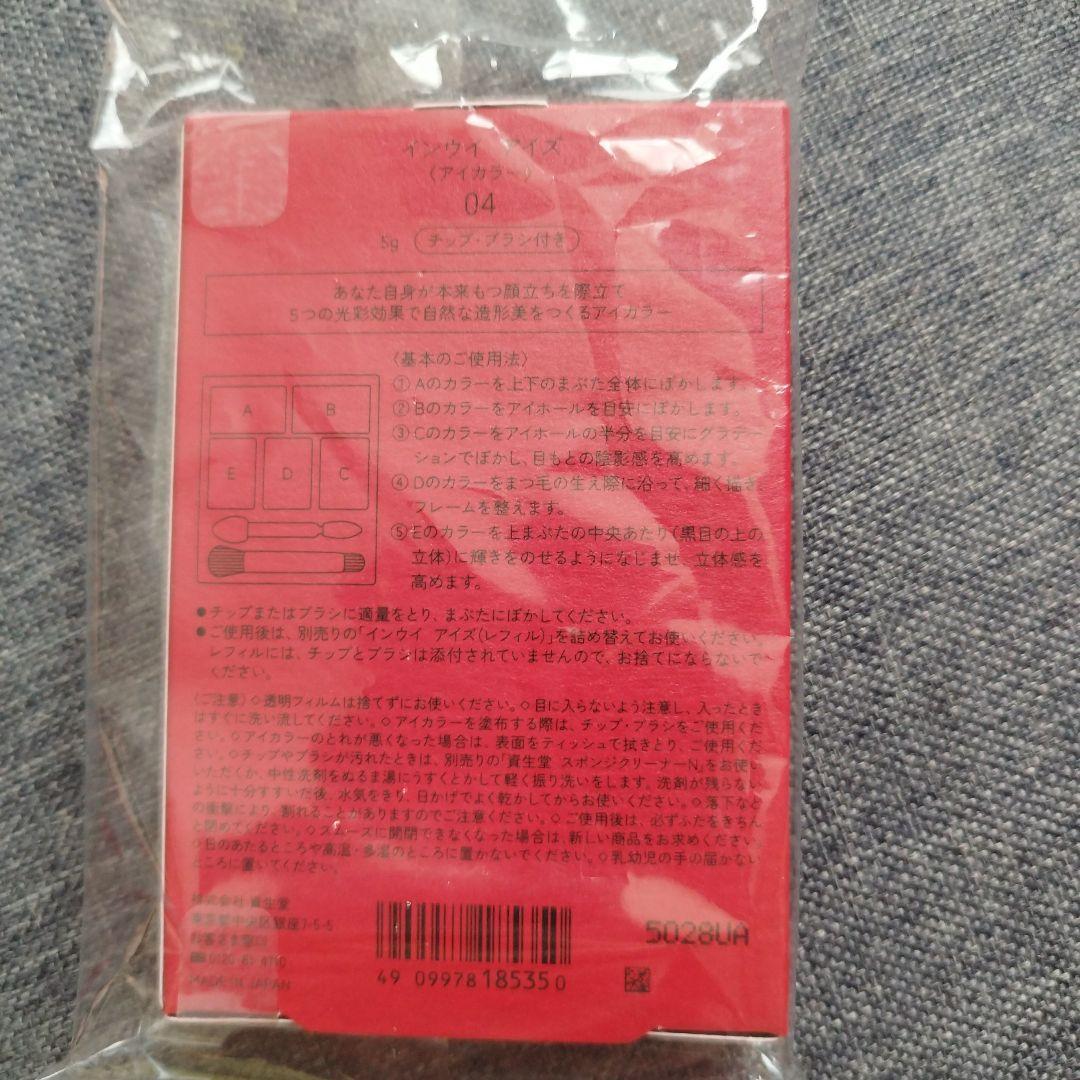 インウイ アイズ
〈アイカラー〉
04
5g チップ・ブラシ付き
あなた自身が本来もつ顔立ちを際立て
5つの光彩効果で自然な造形美をつくるアイカラー
〈基本のご使用法〉
①Aのカラーを上下のまぶた全体にぼかします。
②Bのカラーをアイホールを目安にぼかします。
③Cのカラーをアイホールの半分を目安にグラデー
ションでぼかし、目もとの陰影感を高めます。
④Dのカラーをまつ毛の生え際に沿って、細く描き
フレームを整えます。
⑤Eのカラーを上まぶたの中央あたり(黒目の上の
立体)に輝きをのせるようになじませ、立体感を
高めます。
A B
E D C
●チップまたはブラシに適量をとり、まぶたにぼかしてください。
●ご使用後は、別売りの「インウイ アイズ(レフィル)」を詰め替えてお使いください。
レフィルには、チップとブラシは添付されていませんので、お捨てにならないで
ください。
〈ご注意〉◇透明フィルムは捨てずにお使いください。◇目に入らないよう注意し、入ったとき
はすぐに洗い流してください。◇アイカラーを塗布する際は、チップ・ブラシをご使用くだ
さい。◇アイカラーのとれが悪くなった場合は、表面をティッシュで拭きとり、ご使用くだ
さい。◇チップやブラシが汚れたときは、別売りの「資生堂 スポンジクリーナーN」をお使い
いただくか、中性洗剤をぬるま湯にうすくとかして軽く振り洗いをします。洗剤が残らない
ように十分すすいだ後、水気をきり、日かげでよく乾かしてからお使いください。◇落下など
の衝撃により、割れることがありますのでご注意ください。◇ご使用後は、必ずふたをきちん
と閉めてください。◇スムーズに開閉できなくなった場合は、新しい商品をお求めください。
◇日のあたるところや高温・多湿のところに置かないでください。◇乳幼児の手の届かない
ところに置いてください。
株式会社 資生堂
東京都中央区銀座7-5-5
お客さま窓口
0120-81-4710
MADE IN JAPAN
49 09978 185350
5028UA